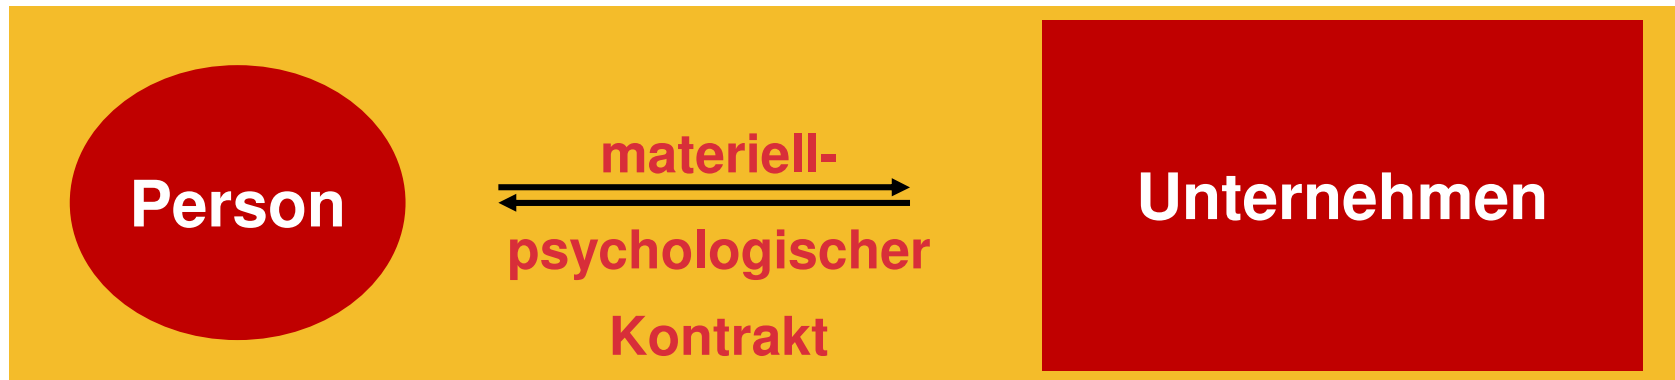 Person
materiell-
psychologischer
Kontrakt
Unternehmen